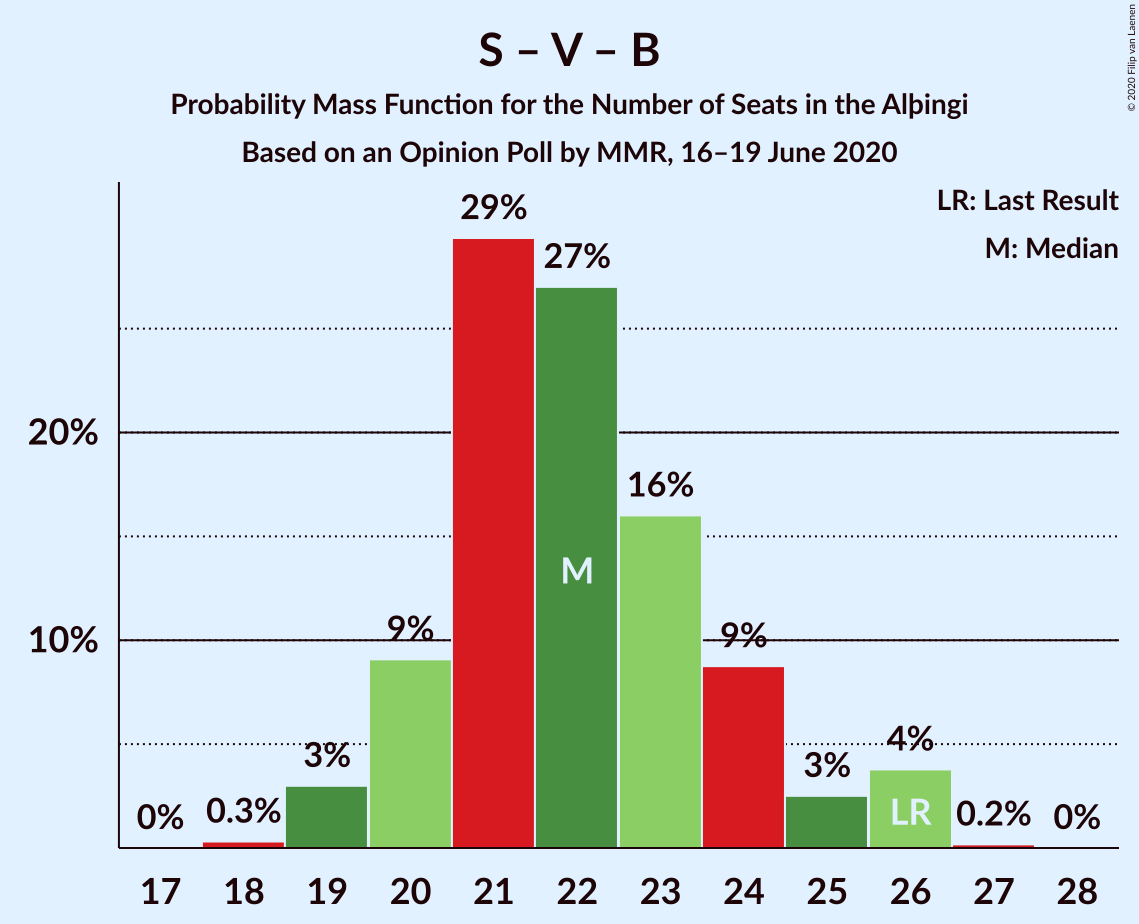 S – V – B
Probability Mass Function for the Number of Seats in the Alþingi
Based on an Opinion Poll by MMR, 16–19 June 2020
© 2020 Filip van Laenen
LR: Last Result
M: Median
29%
27%
20%
16%
M
10%
9%
9%
3%
3%
4%
0%
0.3%
LR
0.2%
0%
17 18 19 20 21 22 23 24 25 26 27 28